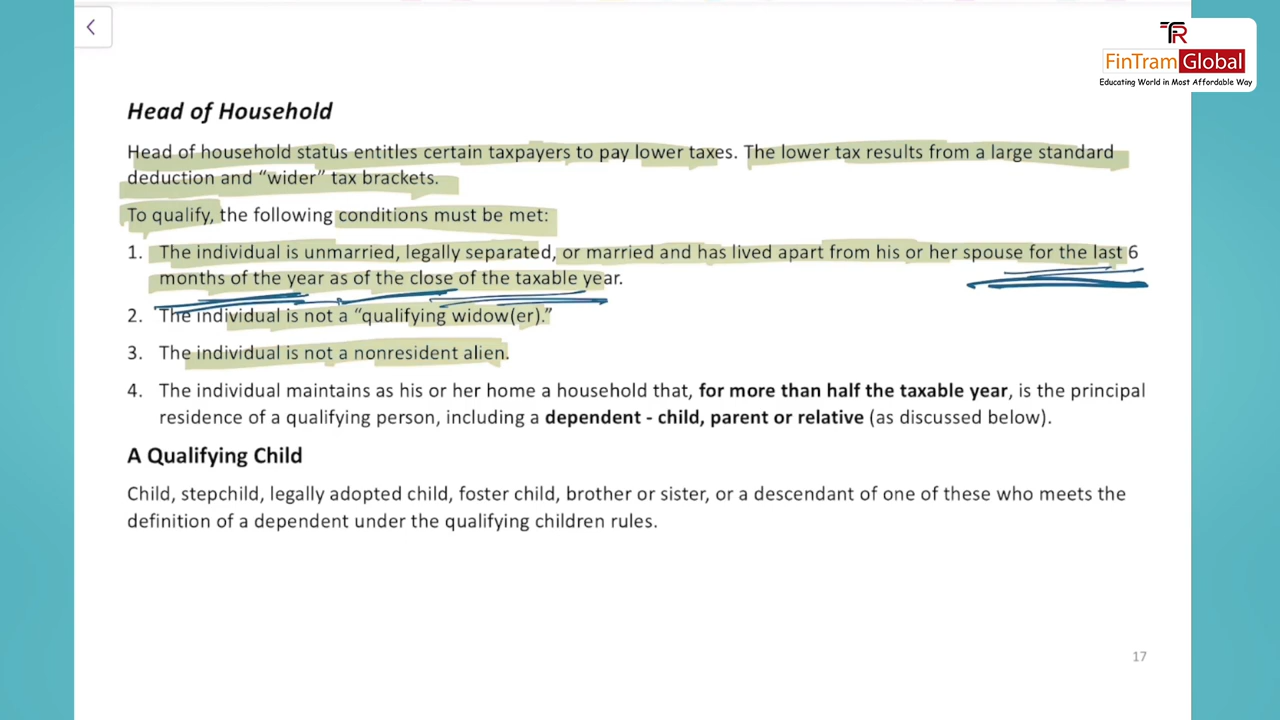 TR
FinTram Global
Educating World in Most Affordable Way
Head of Household
Head of household status entitles certain taxpayers to pay lower taxes. The lower tax results from a large standard
deduction and “wider” tax brackets.
To qualify, the following conditions must be met:
1. The individual is unmarried, legally separated, or married and has lived apart from his or her spouse for the last 6
months of the year as of the close of the taxable year.
2. The individual is not a “qualifying widow(er).”
3. The individual is not a nonresident alien.
4. The individual maintains as his or her home a household that, for more than half the taxable year, is the principal
residence of a qualifying person, including a dependent - child, parent or relative (as discussed below).
A Qualifying Child
Child, stepchild, legally adopted child, foster child, brother or sister, or a descendant of one of these who meets the
definition of a dependent under the qualifying children rules.
17